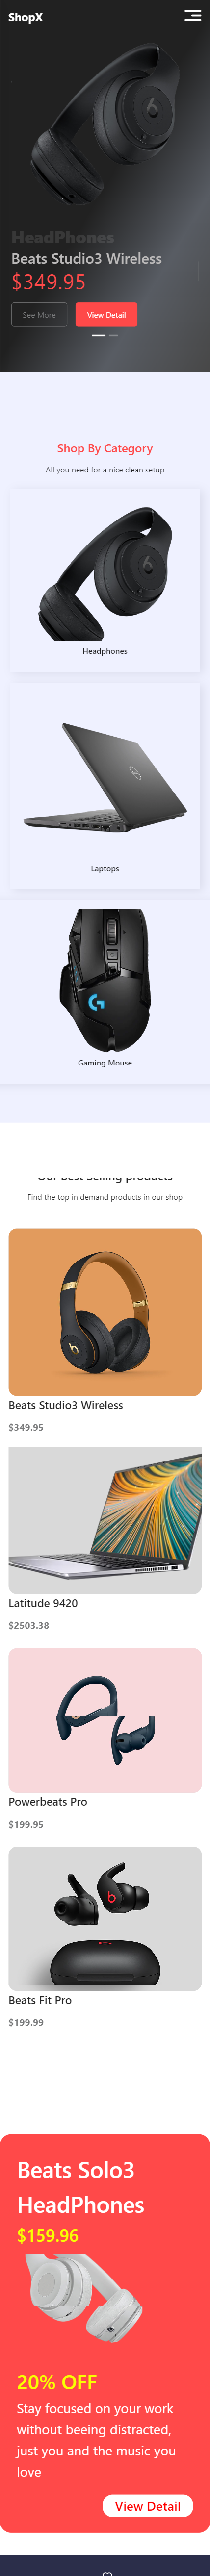 ShopX
HeadPhones
Beats Studio3 Wireless
$349.95
See More
View Detail
Shop By Category
All you need for a nice clean setup
Headphones
Laptops
Gaming Mouse
Our Best Selling products
Find the top in demand products in our shop
Beats Studio3 Wireless
$349.95
Latitude 9420
$2503.38
Powerbeats Pro
$199.95
Beats Fit Pro
$199.99
Beats Solo3
HeadPhones
$159.96
20% OFF
Stay focused on your work
without beeing distracted,
just you and the music you
love
View Detail